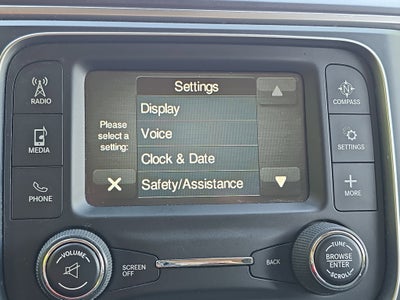 Settings
Display
Voice
Clock & Date
Safety/Assistance
Please
select a
setting:
RADIO
MEDIA
PHONE
N
COMPASS
SETTINGS
MORE
VOLUME
SCREEN
OFF
BACK
TUNE
BROWSE
ENTER
SCROLL